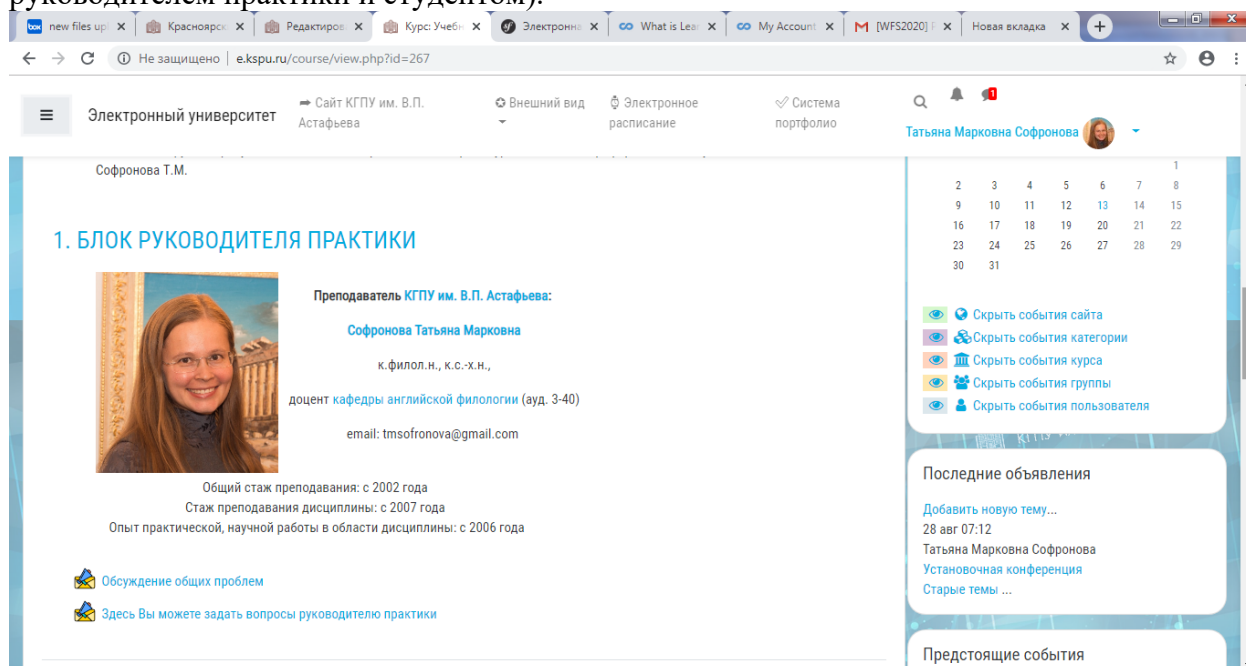 руководителем практики и студентом).
new files upl
Красноярск
Редактиров
Курс: Учебн
Электронна
What is Lea
My Account
[WFS2020] F
Новая вкладка
Не защищено | e.kspu.ru/course/view.php?id=267
Электронный университет
Сайт КГПУ им. В.П. Астафьева
Внешний вид
Электронное расписание
Система портфолио
1
Татьяна Марковна Софронова
Софронова Т.М.
1. БЛОК РУКОВОДИТЕЛЯ ПРАКТИКИ
Преподаватель КГПУ им. В.П. Астафьева:
Софронова Татьяна Марковна
к.филол.н., к.с.-х.н.,
доцент кафедры английской филологии (ауд. 3-40)
email: tmsofronova@gmail.com
Общий стаж преподавания: с 2002 года
Стаж преподавания дисциплины: с 2007 года
Опыт практической, научной работы в области дисциплины: с 2006 года
Обсуждение общих проблем
Здесь Вы можете задать вопросы руководителю практики
1
2 3 4 5 6 7 8
9 10 11 12 13 14 15
16 17 18 19 20 21 22
23 24 25 26 27 28 29
30 31
Скрыть события сайта
Скрыть события категории
Скрыть события курса
Скрыть события группы
Скрыть события пользователя
Последние объявления
Добавить новую тему...
28 авг 07:12
Татьяна Марковна Софронова
Установочная конференция
Старые темы ...
Предстоящие события